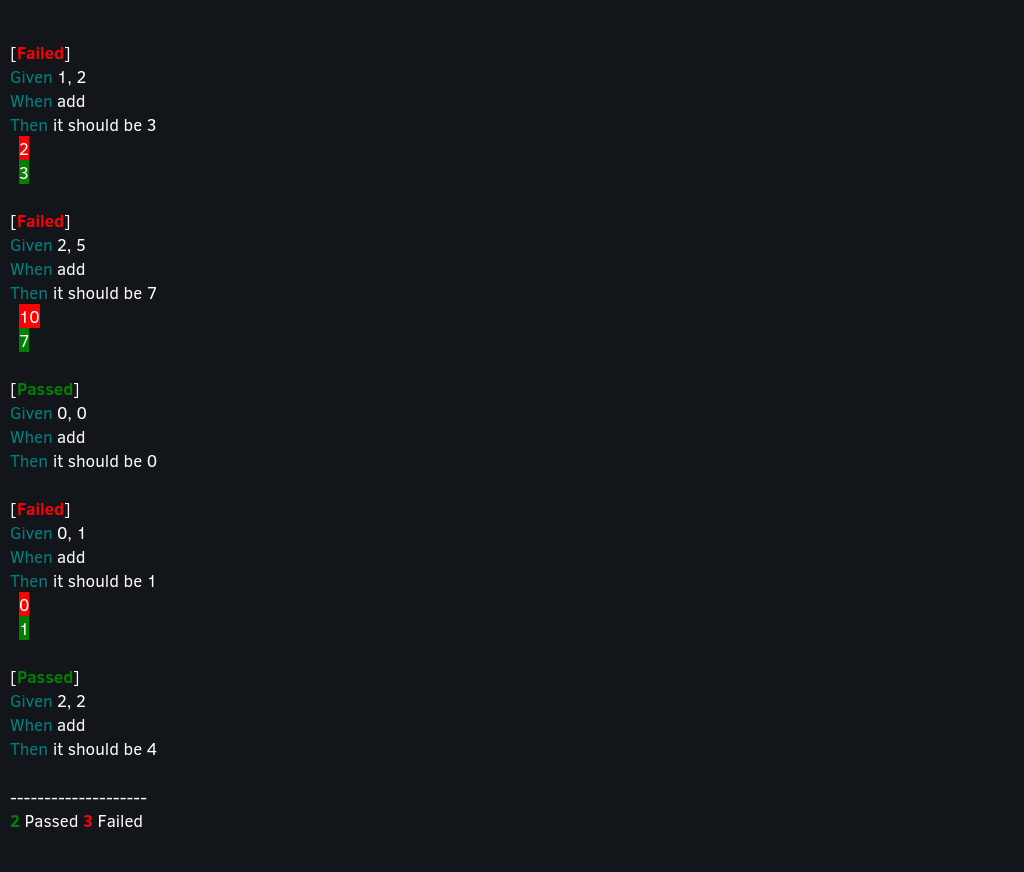 [Failed]
Given 1, 2
When add
Then it should be 3
2
3
[Failed]
Given 2, 5
When add
Then it should be 7
10
7
[Passed]
Given 0, 0
When add
Then it should be 0
[Failed]
Given 0, 1
When add
Then it should be 1
0
1
[Passed]
Given 2, 2
When add
Then it should be 4
--------------------
2 Passed 3 Failed